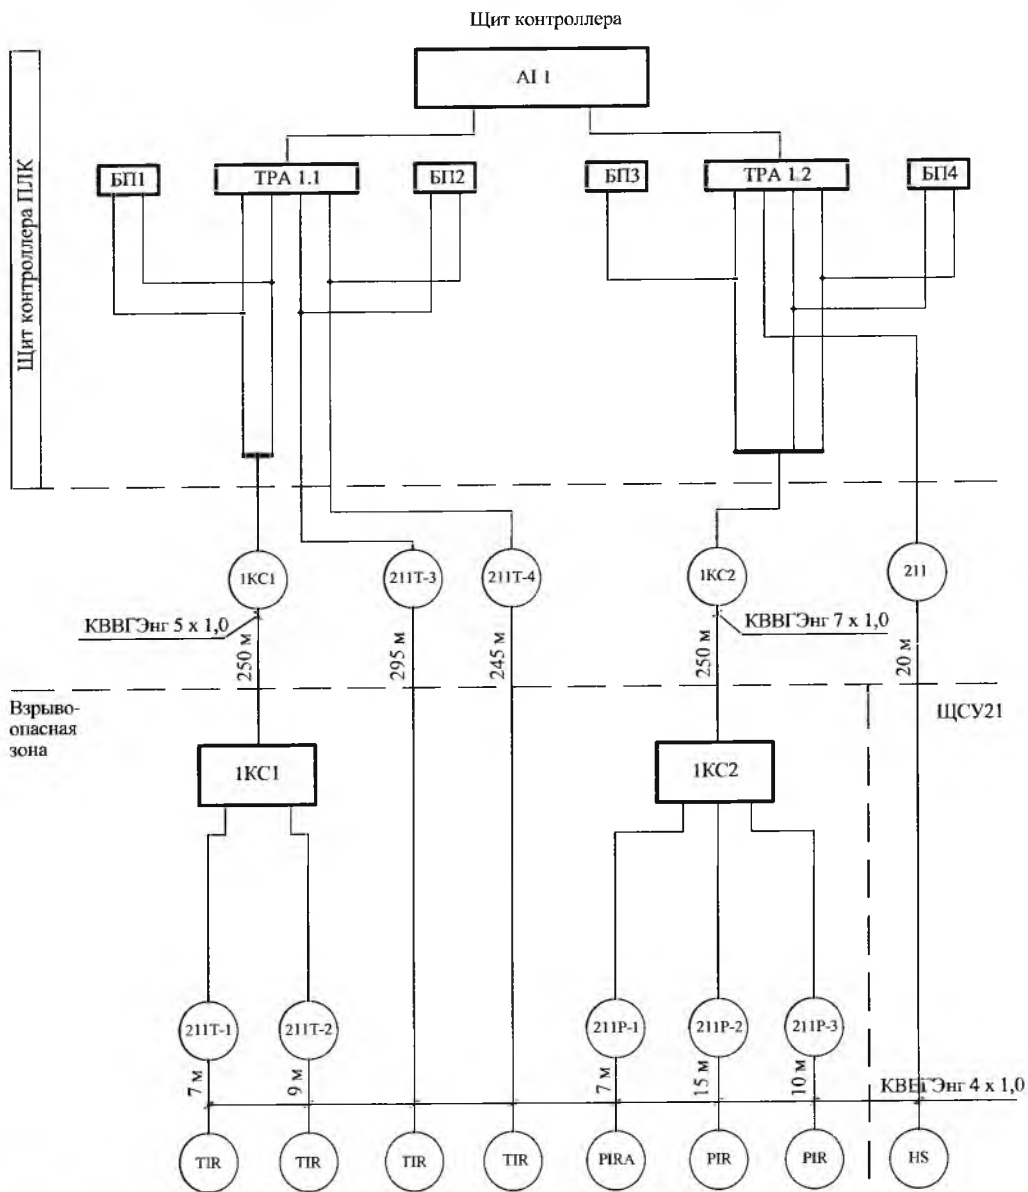 Щит контроллера
AI 1
БП1
ТРА 1.1
БП2
БП3
ТРА 1.2
БП4
Щит контроллера ПЛК
1КС1
211Т-3
211Т-4
1КС2
211
КВВГЭнг 5 х 1,0
КВВГЭнг 7 х 1,0
250 м
295 м
245 м
250 м
20 м
Взрыво-
опасная
зона
ЩСУ21
1КС1
1КС2
211Т-1
211Т-2
211Р-1
211Р-2
211Р-3
7 м
9 м
7 м
15 м
10 м
КВВГЭнг 4 х 1,0
TIR
TIR
TIR
TIR
PIRA
PIR
PIR
HS